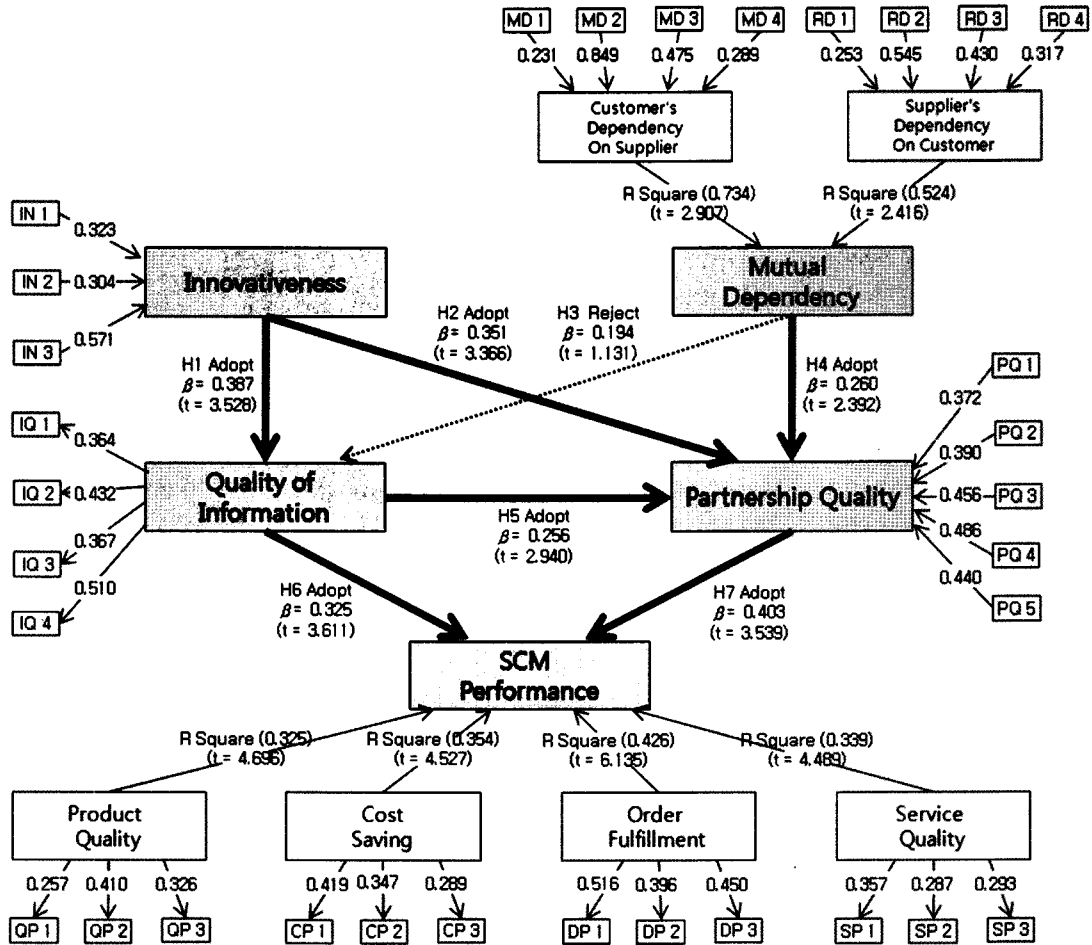 MD 1 MD 2 MD 3 MD 4 RD 1 RD 2 RD 3 RD 4
0.231 0.849 0.475 0.289 0.253 0.545 0.430 0.317
Customer's
Dependency
On Supplier
Supplier's
Dependency
On Customer
R Square (0.734)
(t = 2.907)
R Square (0.524)
(t = 2.416)
IN 1
0.323
IN 2
0.304
IN 3
0.571
Innovativeness
Mutual
Dependency
H1 Adopt
β = 0.387
(t = 3.528)
H2 Adopt
β = 0.351
(t = 3.366)
H3 Reject
β = 0.194
(t = 1.131)
H4 Adopt
β = 0.260
(t = 2.392)
IQ 1
0.364
IQ 2
0.432
IQ 3
0.367
IQ 4
0.510
Quality of
Information
H5 Adopt
β = 0.256
(t = 2.940)
Partnership Quality
PQ 1
0.372
PQ 2
0.390
PQ 3
0.456
PQ 4
0.486
PQ 5
0.440
H6 Adopt
β = 0.325
(t = 3.611)
H7 Adopt
β = 0.403
(t = 3.539)
SCM
Performance
R Square (0.325)
(t = 4.696)
R Square (0.354)
(t = 4.527)
R Square (0.426)
(t = 6.135)
R Square (0.339)
(t = 4.489)
Product
Quality
Cost
Saving
Order
Fulfillment
Service
Quality
0.257 0.410 0.326 0.419 0.347 0.289 0.516 0.396 0.450 0.357 0.287 0.293
QP 1 QP 2 QP 3 CP 1 CP 2 CP 3 DP 1 DP 2 DP 3 SP 1 SP 2 SP 3